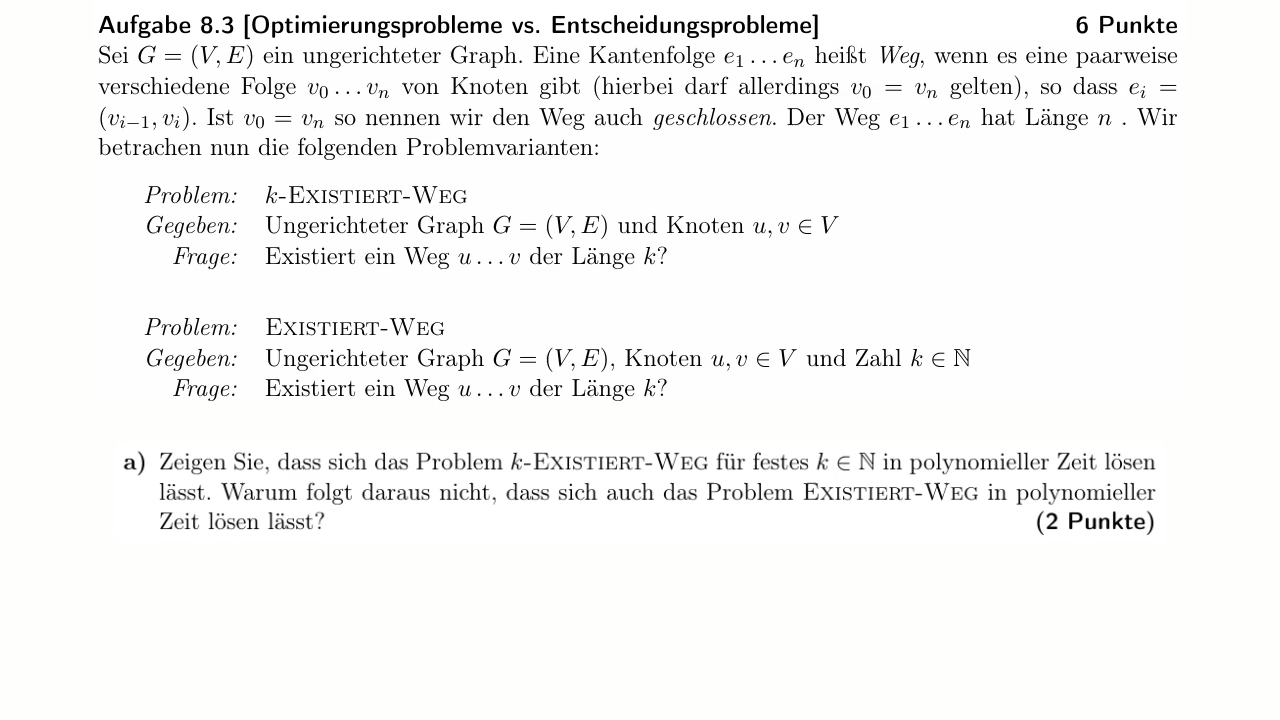 Aufgabe 8.3 [Optimierungsprobleme vs. Entscheidungsprobleme] 6 Punkte
Sei G = (V, E) ein ungerichteter Graph. Eine Kantenfolge e₁ … eₙ heißt Weg, wenn es eine paarweise
verschiedene Folge v₀ … vₙ von Knoten gibt (hierbei darf allerdings v₀ = vₙ gelten), so dass eᵢ =
(vᵢ₋₁, vᵢ). Ist v₀ = vₙ so nennen wir den Weg auch geschlossen. Der Weg e₁ … eₙ hat Länge n . Wir
betrachen nun die folgenden Problemvarianten:
Problem: k-Existiert-Weg
Gegeben: Ungerichteter Graph G = (V, E) und Knoten u, v ∈ V
Frage: Existiert ein Weg u … v der Länge k?
Problem: Existiert-Weg
Gegeben: Ungerichteter Graph G = (V, E), Knoten u, v ∈ V und Zahl k ∈ ℕ
Frage: Existiert ein Weg u … v der Länge k?
a) Zeigen Sie, dass sich das Problem k-Existiert-Weg für festes k ∈ ℕ in polynomieller Zeit lösen
lässt. Warum folgt daraus nicht, dass sich auch das Problem Existiert-Weg in polynomieller
Zeit lösen lässt? (2 Punkte)